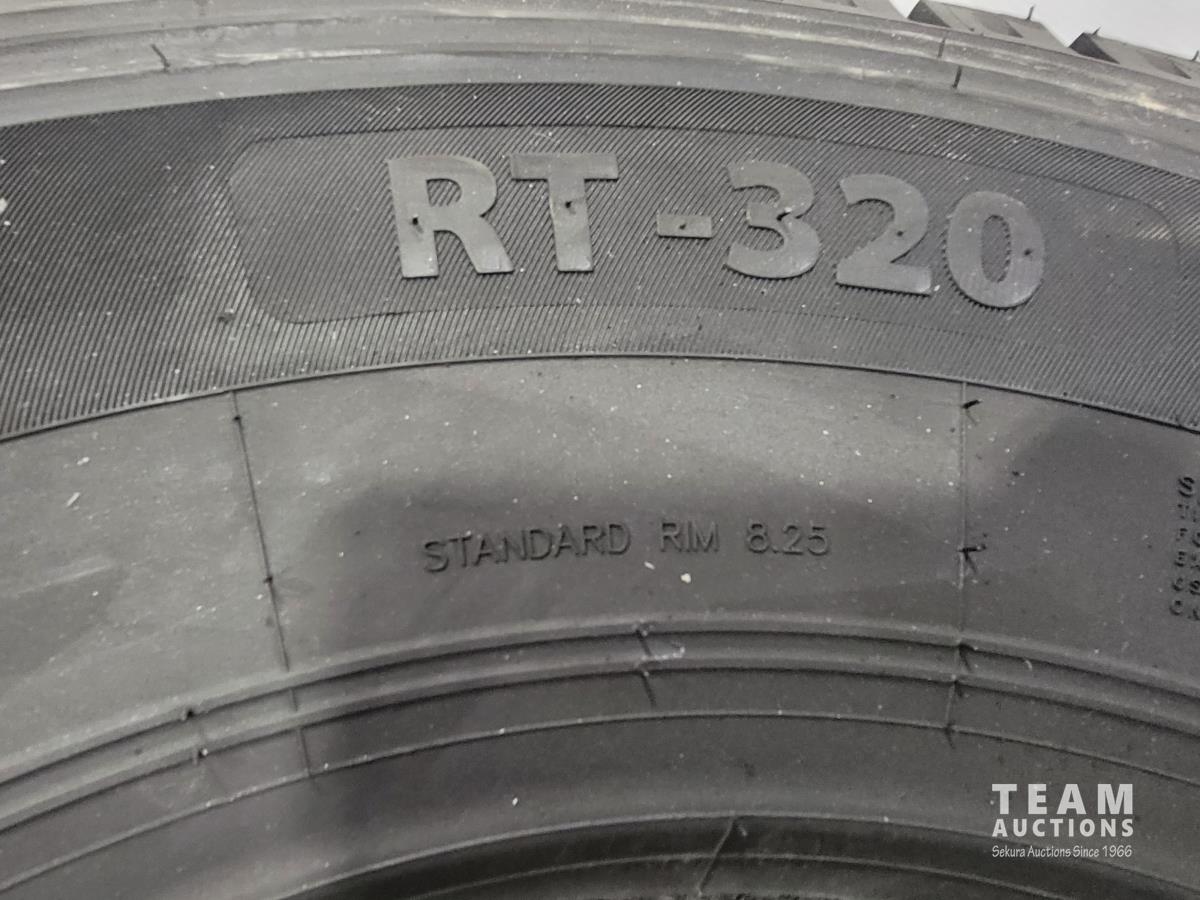 RT-320
STANDARD RIM 8.25
TEAM
AUCTIONS
Sekura Auctions Since 1966